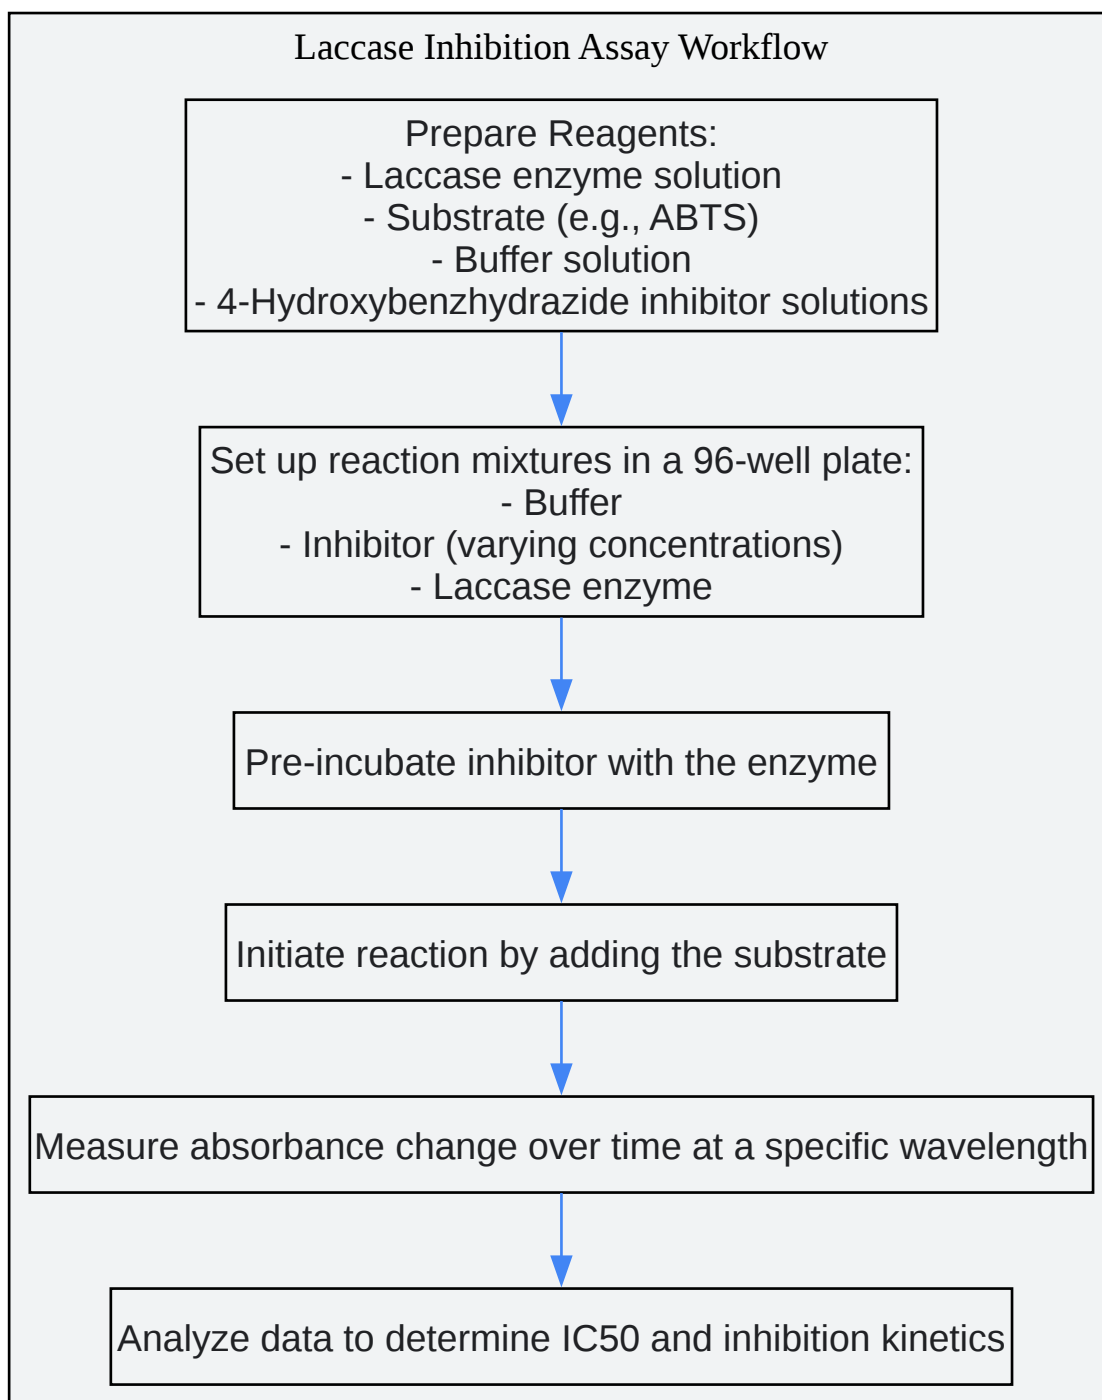 Laccase Inhibition Assay Workflow
Prepare Reagents:
- Laccase enzyme solution
- Substrate (e.g., ABTS)
- Buffer solution
- 4-Hydroxybenzhydrazide inhibitor solutions
Set up reaction mixtures in a 96-well plate:
- Buffer
- Inhibitor (varying concentrations)
- Laccase enzyme
Pre-incubate inhibitor with the enzyme
Initiate reaction by adding the substrate
Measure absorbance change over time at a specific wavelength
Analyze data to determine IC50 and inhibition kinetics